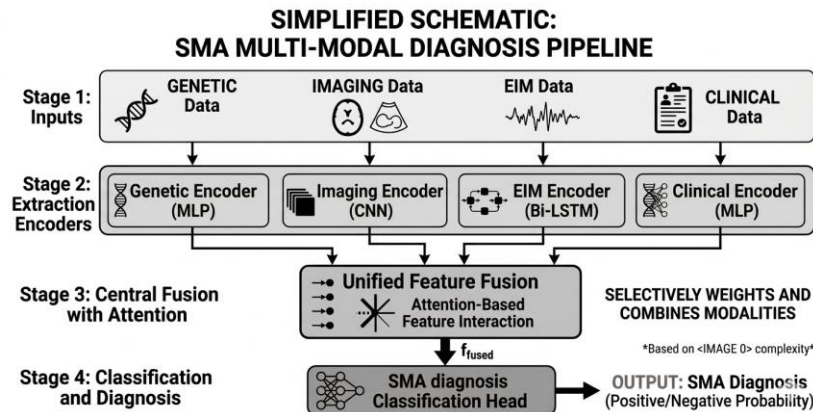 SIMPLIFIED SCHEMATIC:
SMA MULTI-MODAL DIAGNOSIS PIPELINE
Stage 1:
Inputs
GENETIC
Data
IMAGING Data
EIM Data
CLINICAL
Data
Stage 2:
Extraction
Encoders
Genetic Encoder
(MLP)
Imaging Encoder
(CNN)
EIM Encoder
(Bi-LSTM)
Clinical Encoder
(MLP)
Stage 3: Central Fusion
with Attention
Unified Feature Fusion
Attention-Based
Feature Interaction
SELECTIVELY WEIGHTS AND
COMBINES MODALITIES
*Based on <IMAGE 0> complexity*
f_fused
Stage 4: Classification
and Diagnosis
SMA diagnosis
Classification Head
OUTPUT: SMA Diagnosis
(Positive/Negative Probability)